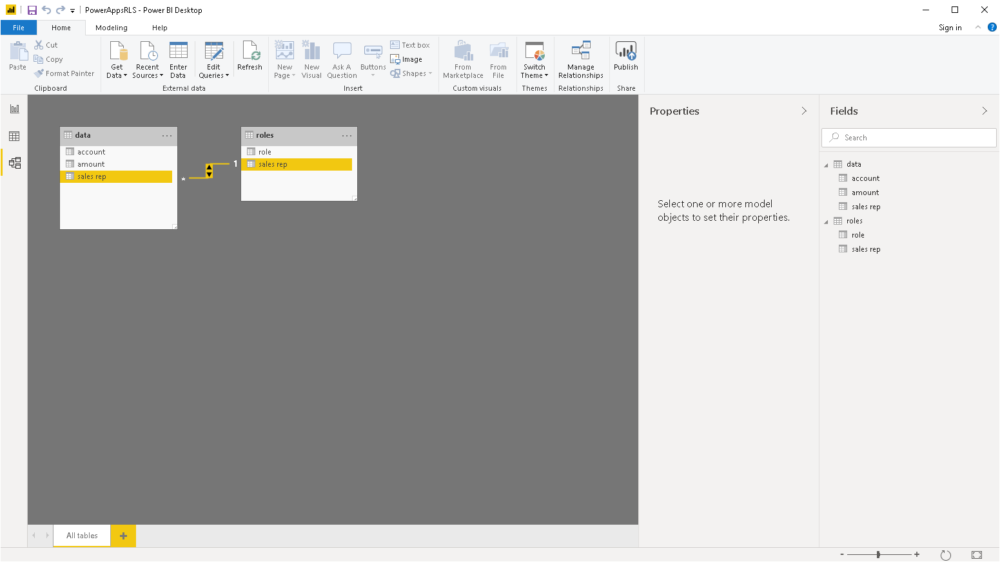 PowerAppsRLS - Power BI Desktop
File Home Modeling Help Sign in ?
Paste
Cut
Copy
Format Painter
Clipboard
Get Data
Recent Sources
Enter Data
Edit Queries
External data
Refresh
New Page
New Visual
Ask A Question
Buttons
Text box
Image
Shapes
Insert
From Marketplace
From File
Custom visuals
Switch Theme
Themes
Manage Relationships
Relationships
Publish
Share
data ...
account
amount
sales rep
* 1
roles ...
role
sales rep
Properties
Select one or more model
objects to set their properties.
Fields
Search
data
account
amount
sales rep
roles
role
sales rep
All tables +
- +